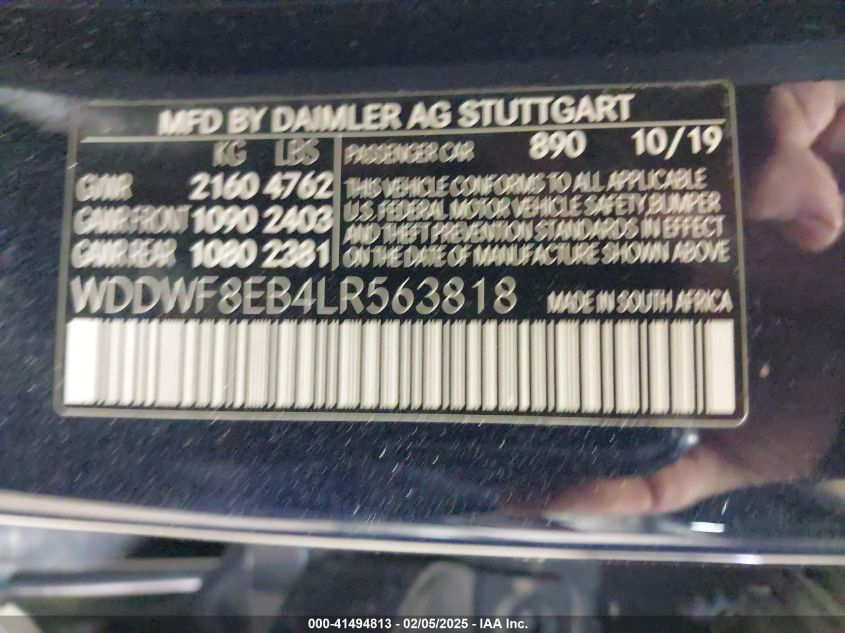 MFD BY DAIMLER AG STUTTGART
KG LBS
GVWR 2160 4762
GAWR FRONT 1090 2403
GAWR REAR 1080 2381
PASSENGER CAR 890 10/19
THIS VEHICLE CONFORMS TO ALL APPLICABLE
U.S. FEDERAL MOTOR VEHICLE SAFETY, BUMPER
AND THEFT PREVENTION STANDARDS IN EFFECT
ON THE DATE OF MANUFACTURE SHOWN ABOVE
WDDWF8EB4LR563818 MADE IN SOUTH AFRICA
000-41494813 - 02/05/2025 - IAA Inc.